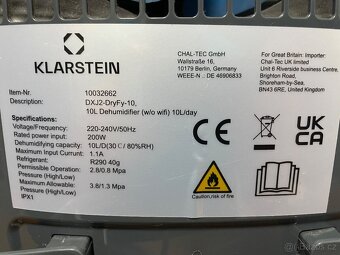 KLARSTEIN
CHAL-TEC GmbH
Wallstraße 16,
10179 Berlin, Germany
WEEE-N .: DE 46906833
For Great Britain: Importer
Chal-Tec UK limited
Unit 6 Riverside business Centre,
Brighton Road,
Shoreham-by-Sea,
BN43 6RE, United Kingdom
Item-Nr. 10032662
Description: DXJ2-DryFy-10,
10L Dehumidifier (w/o wifi) 10L/day
Specifications:
Voltage/Frequency: 220-240V/50Hz
Rated power input: 200W
Dehumidifying capacity: 10L/D(30C / 80%RH)
Maximum Input Current: 1.1A
Refrigerant: R290 40g
Permissible Operation: 2.8/0.8 Mpa
Pressure (High/Low)
Maximum Allowable: 3.8/1.3 Mpa
Pressure (High/Low)
IPX1
CE
UK
CA
Caution, risk of fire